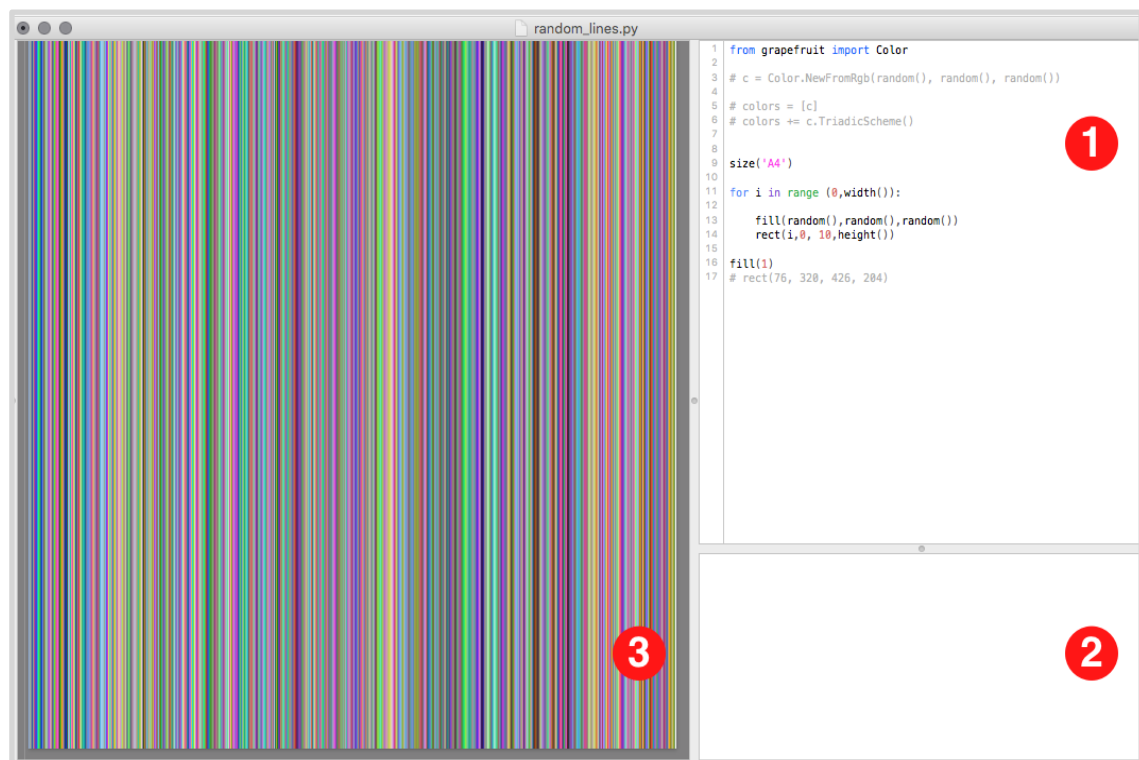 random_lines.py
1 from grapefruit import Color
2
3 # c = Color.NewFromRgb(random(), random(), random())
4
5 # colors = [c]
6 # colors += c.TriadicScheme()
7
8
9 size('A4')
10
11 for i in range (0,width()):
12
13     fill(random(),random(),random())
14     rect(i,0, 10,height())
15
16 fill(1)
17 # rect(76, 320, 426, 204)
1
2
3